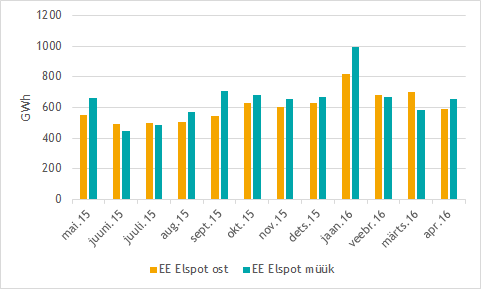 1200
1000
800
600
400
200
0
GWh
mai.15
juuni.15
juuli.15
aug.15
sept.15
okt.15
nov.15
dets.15
jaan.16
veebr.16
märts.16
apr.16
EE Elspot ost
EE Elspot müük